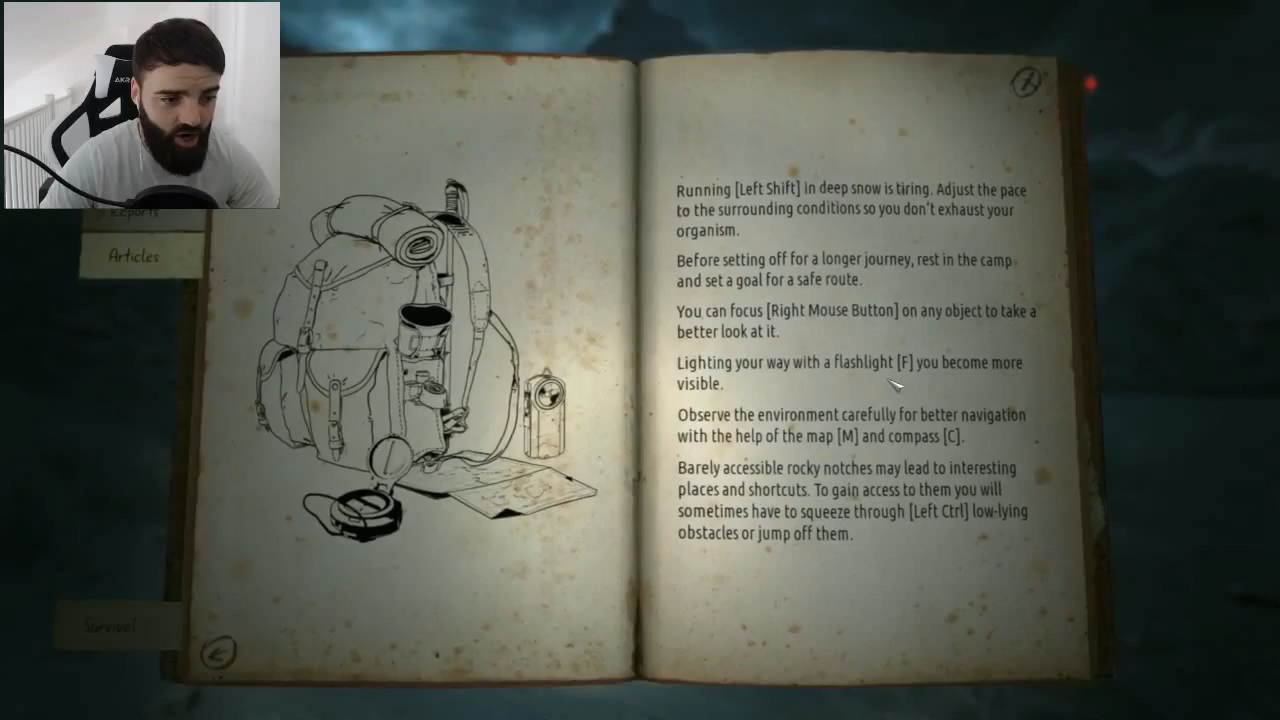 AKR
Reports
Articles
Running [Left Shift] in deep snow is tiring. Adjust the pace
to the surrounding conditions so you don't exhaust your
organism.
Before setting off for a longer journey, rest in the camp
and set a goal for a safe route.
You can focus [Right Mouse Button] on any object to take a
better look at it.
Lighting your way with a flashlight [F] you become more
visible.
Observe the environment carefully for better navigation
with the help of the map [M] and compass [C].
Barely accessible rocky notches may lead to interesting
places and shortcuts. To gain access to them you will
sometimes have to squeeze through [Left Ctrl] low-lying
obstacles or jump off them.
Survival